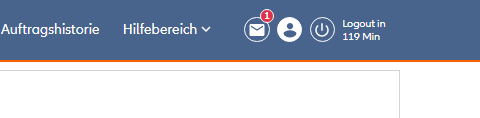 Auftragshistorie
Hilfebereich
1
Logout in
119 Min